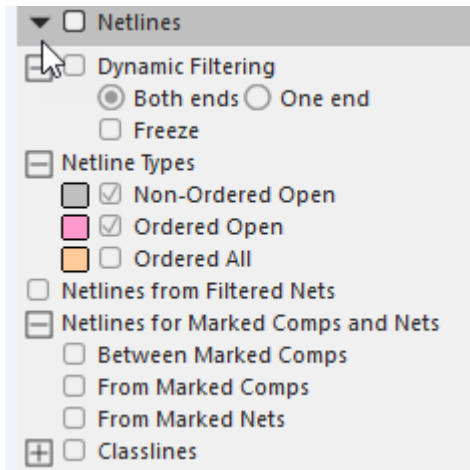 Netlines
Dynamic Filtering
Both ends One end
Freeze
Netline Types
Non-Ordered Open
Ordered Open
Ordered All
Netlines from Filtered Nets
Netlines for Marked Comps and Nets
Between Marked Comps
From Marked Comps
From Marked Nets
Classlines